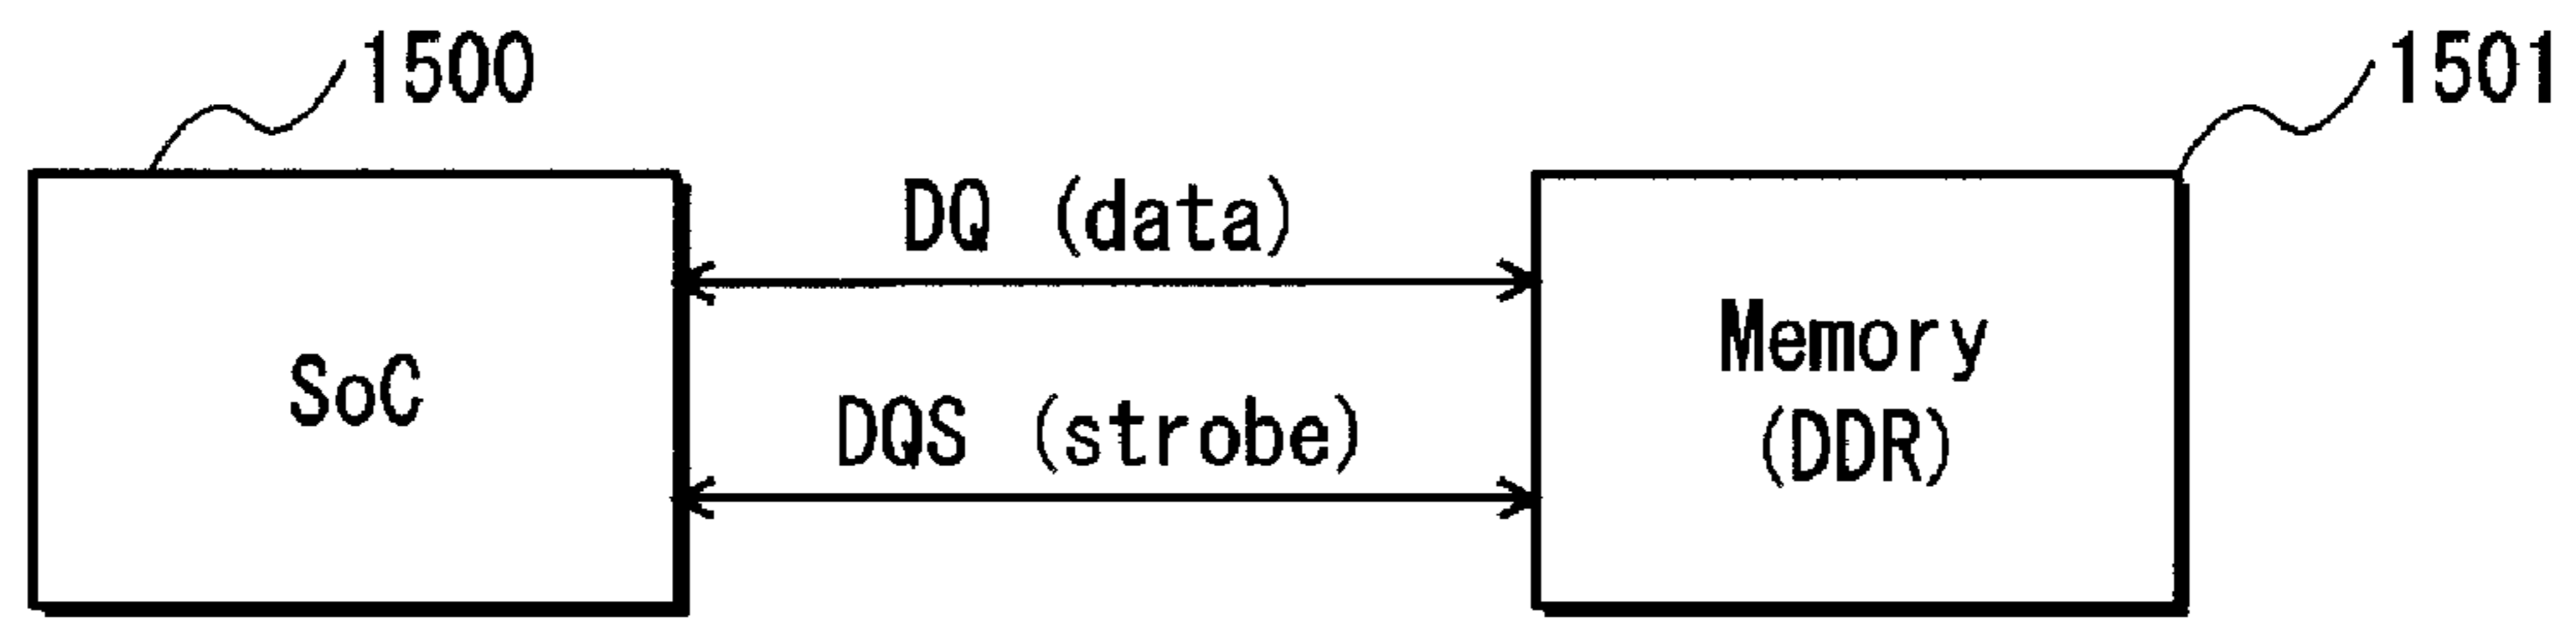 1500
1501
DQ (data)
SoC
Memory
(DDR)
DQS (strobe)